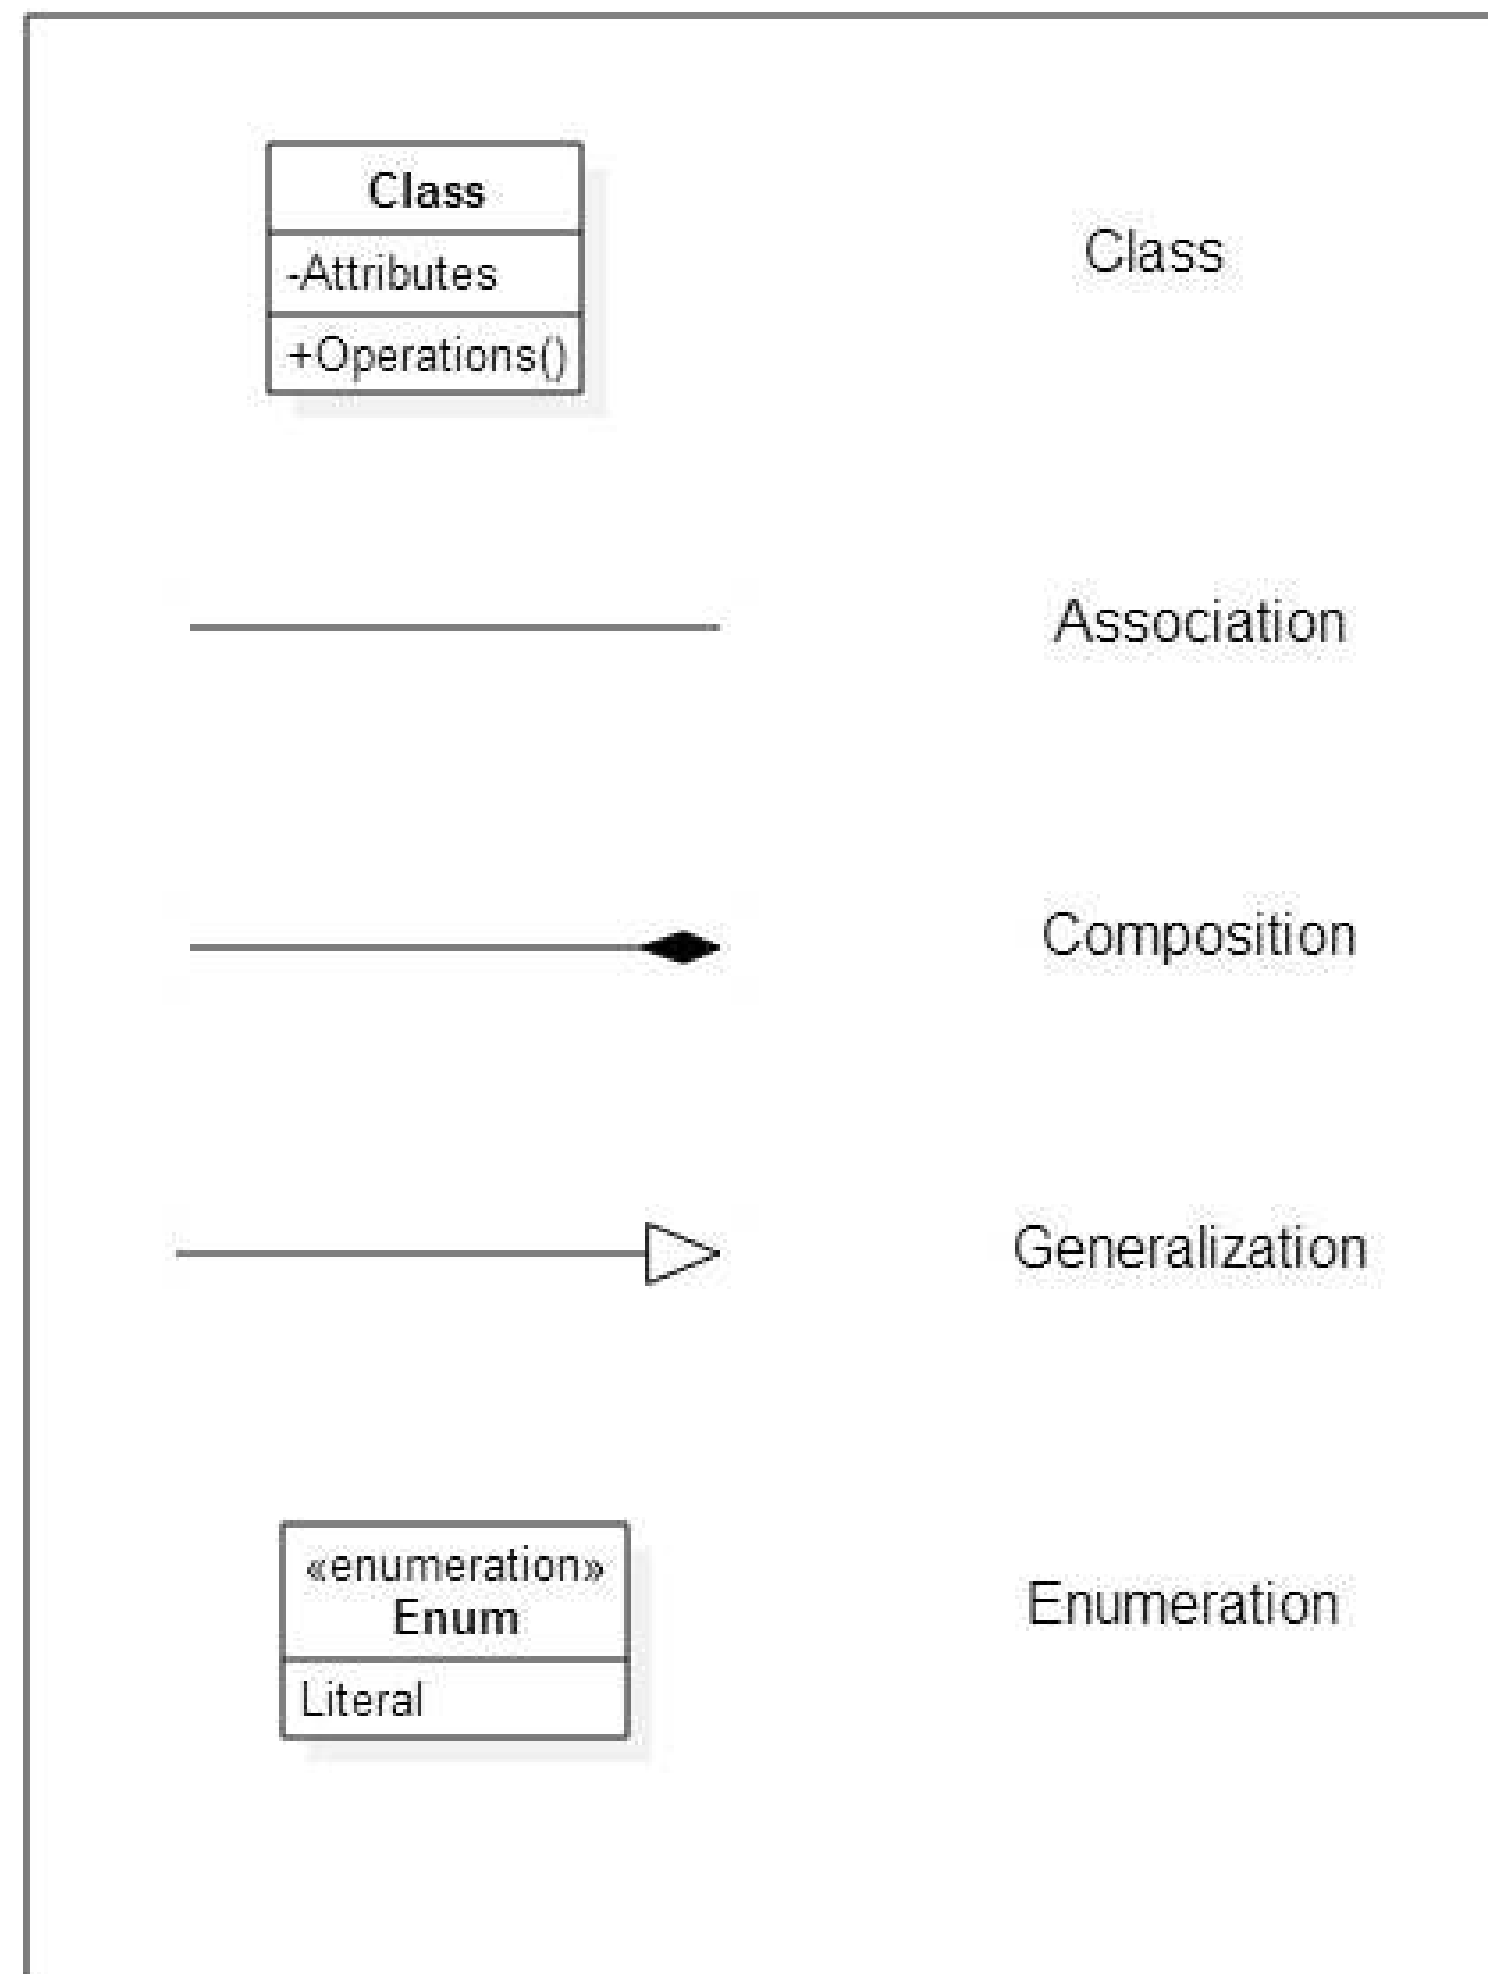 Class
-Attributes
+Operations()
Class
Association
Composition
Generalization
«enumeration»
Enum
Literal
Enumeration